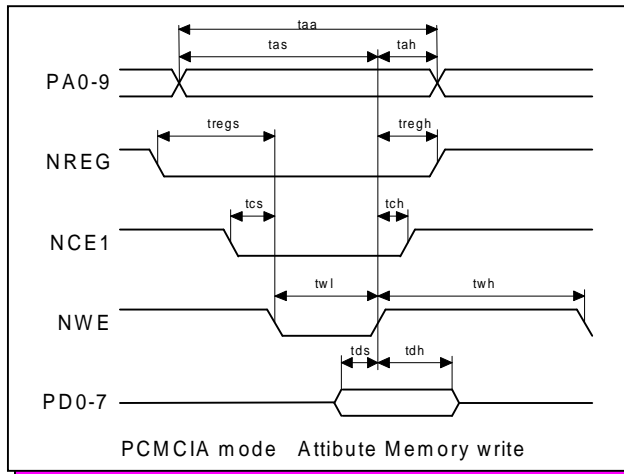 taa
tas tah
PA0-9
tregs tregh
NREG
tcs tch
NCE1
twl twh
NWE
tds tdh
PD0-7
PCMCIA mode Attibute Memory write